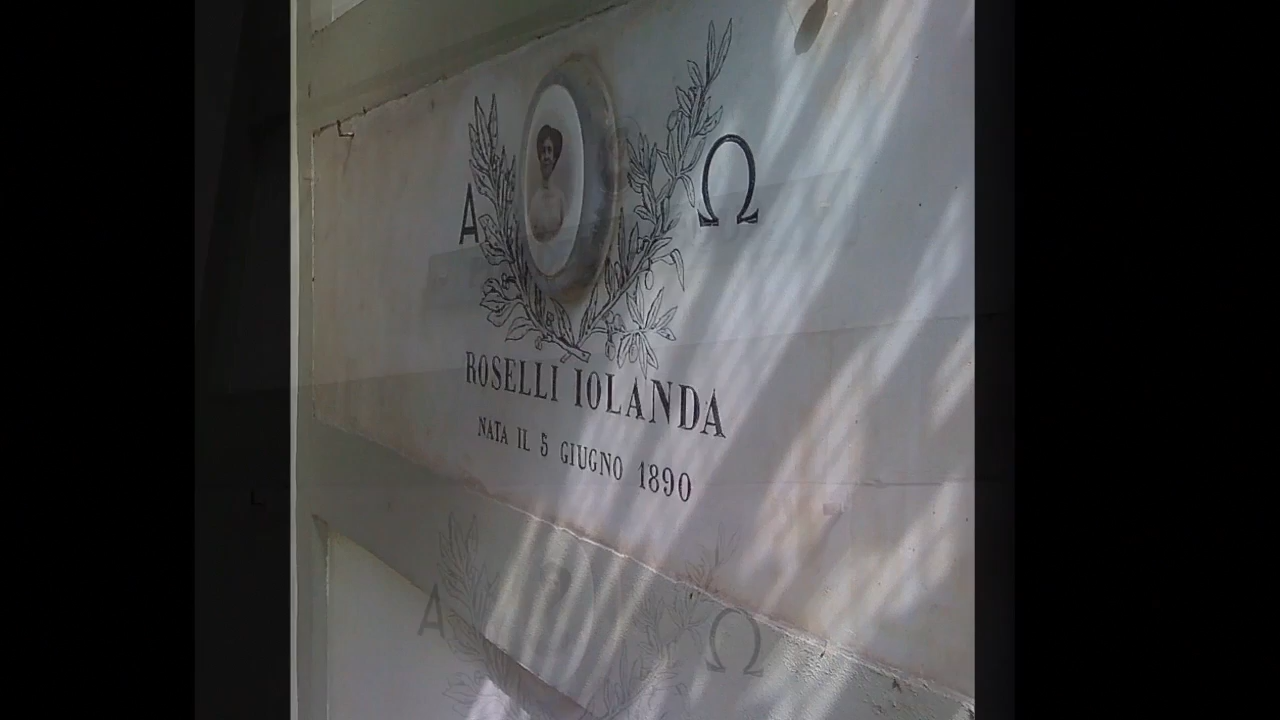 Α Ω
ROSELLI IOLANDA
NATA IL 5 GIUGNO 1890
Α Ω